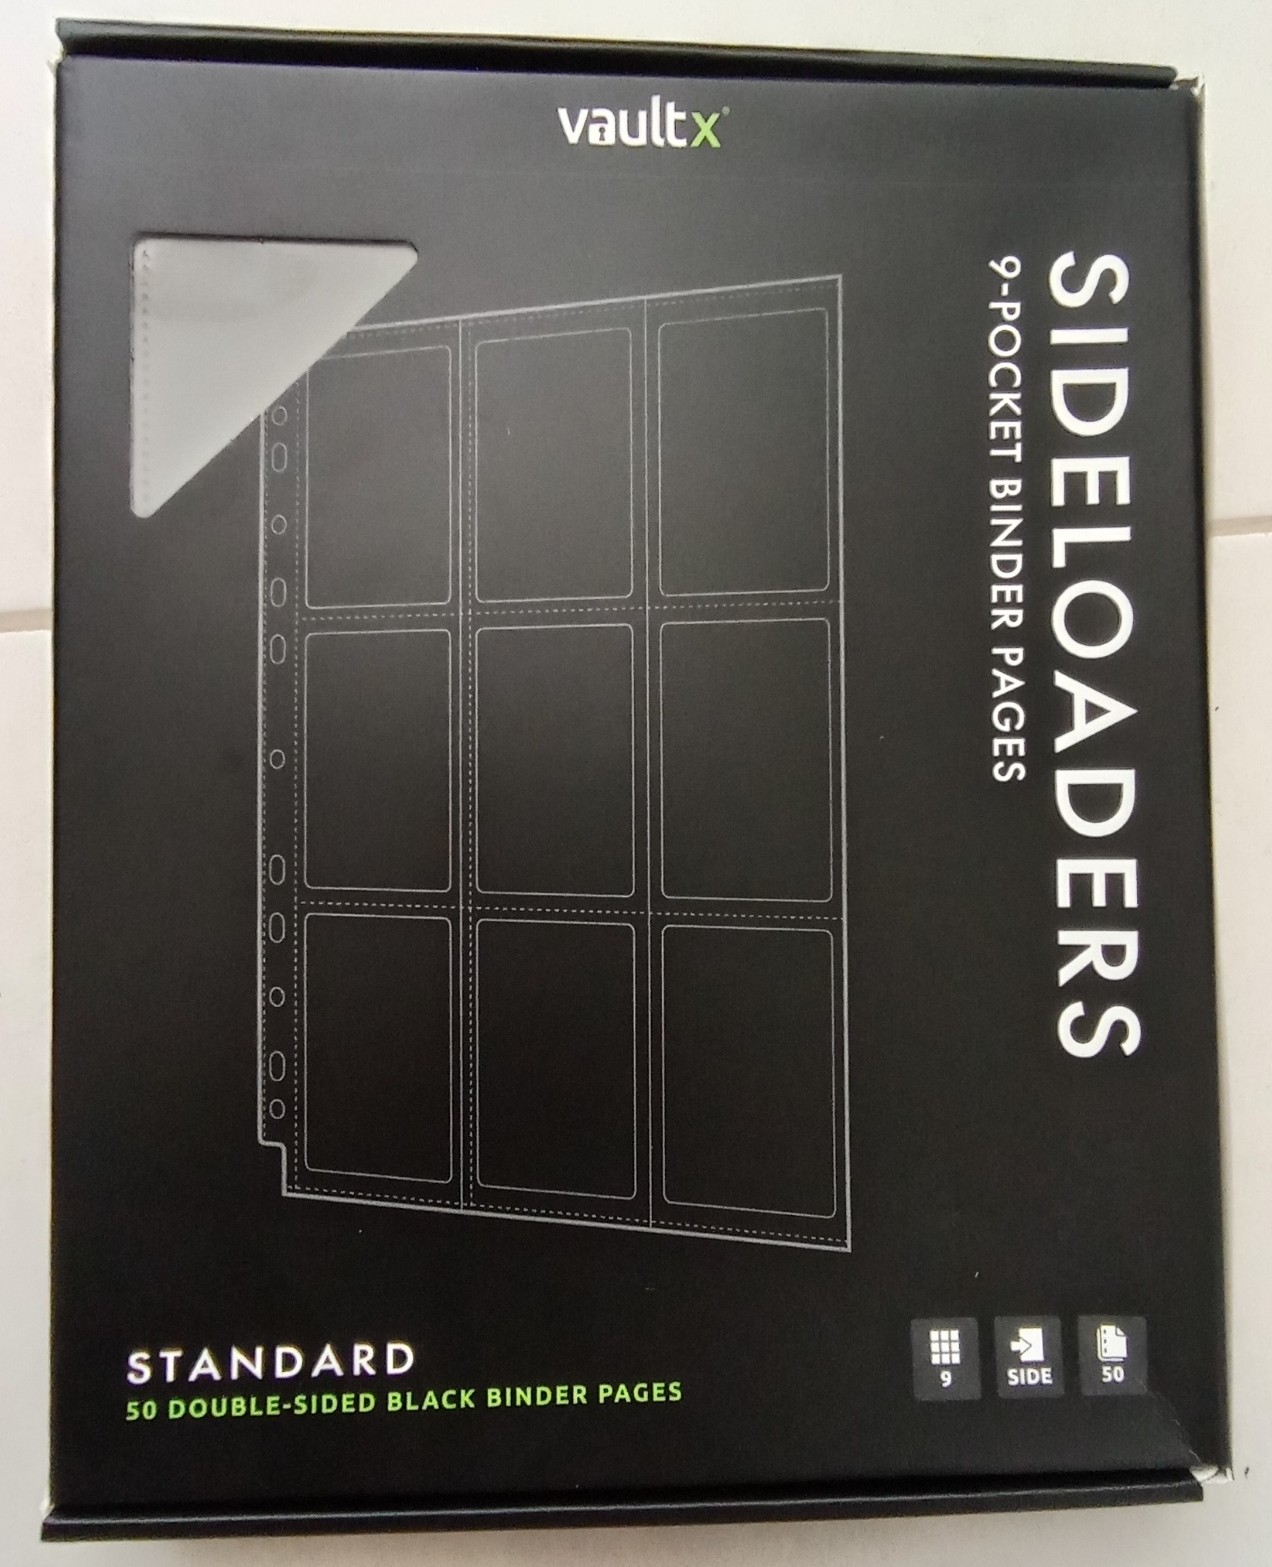 vaultx®
SIDELOADERS
9-POCKET BINDER PAGES
STANDARD
50 DOUBLE-SIDED BLACK BINDER PAGES
9
SIDE
50